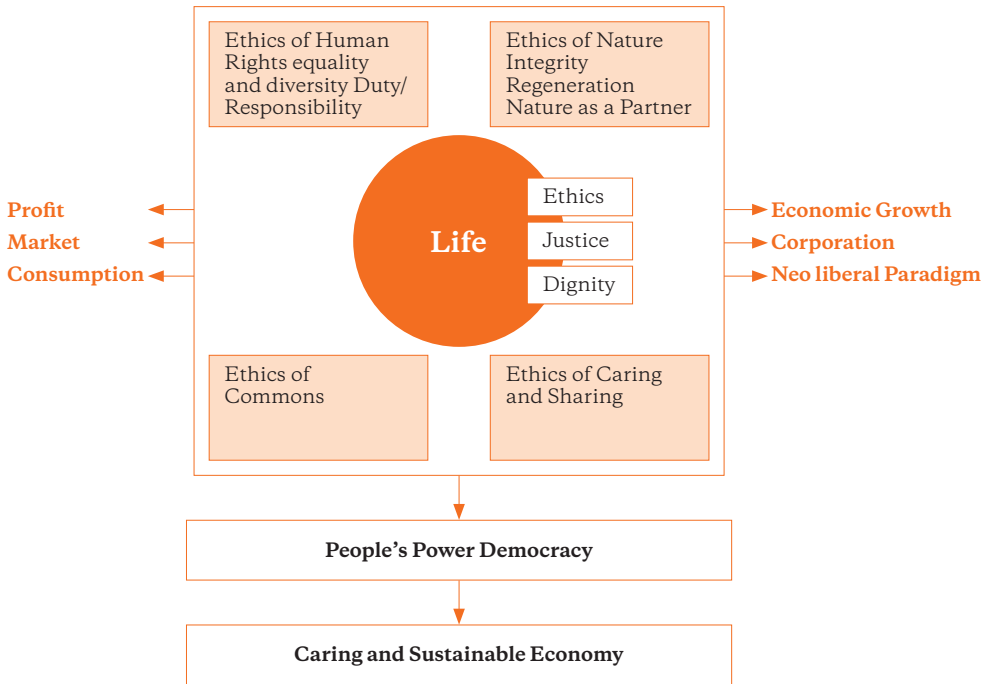 Ethics of Human
Rights equality
and diversity Duty/
Responsibility
Ethics of Nature
Integrity
Regeneration
Nature as a Partner
Profit
Market
Consumption
Life
Ethics
Justice
Dignity
Economic Growth
Corporation
Neo liberal Paradigm
Ethics of
Commons
Ethics of Caring
and Sharing
People’s Power Democracy
Caring and Sustainable Economy